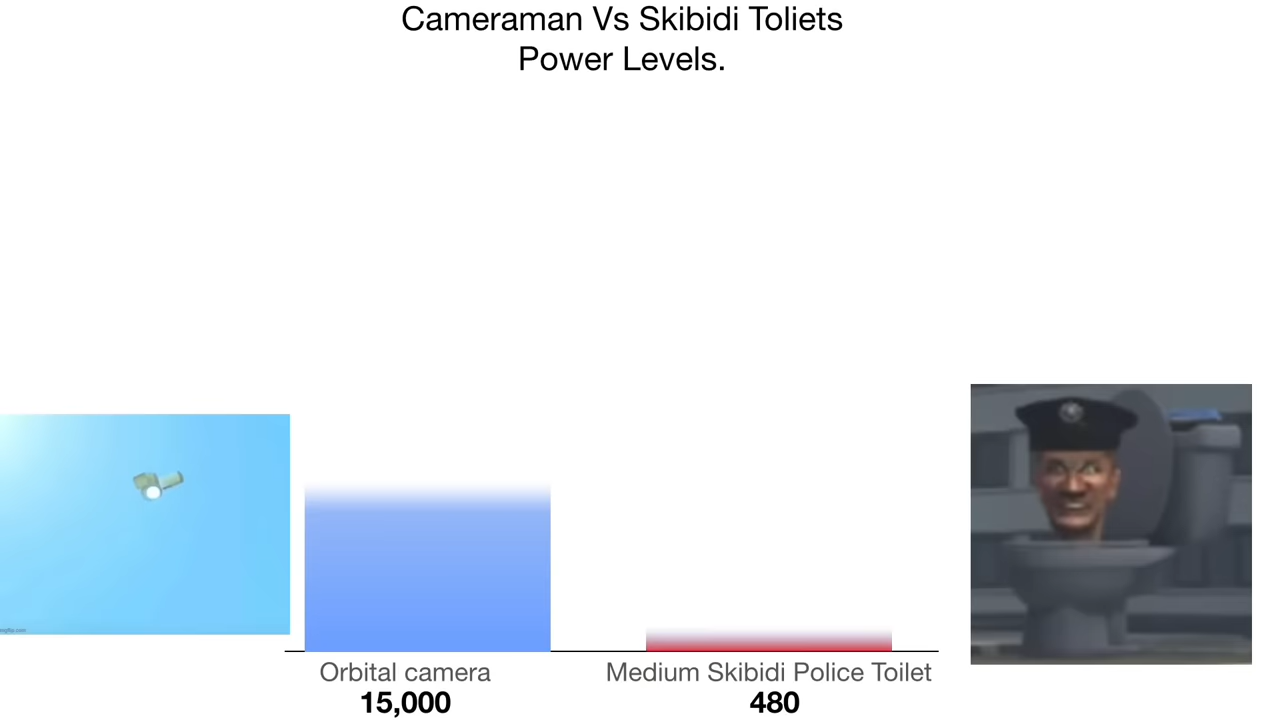 Cameraman Vs Skibidi Toliets
Power Levels.
Orbital camera
Medium Skibidi Police Toilet
15,000
480